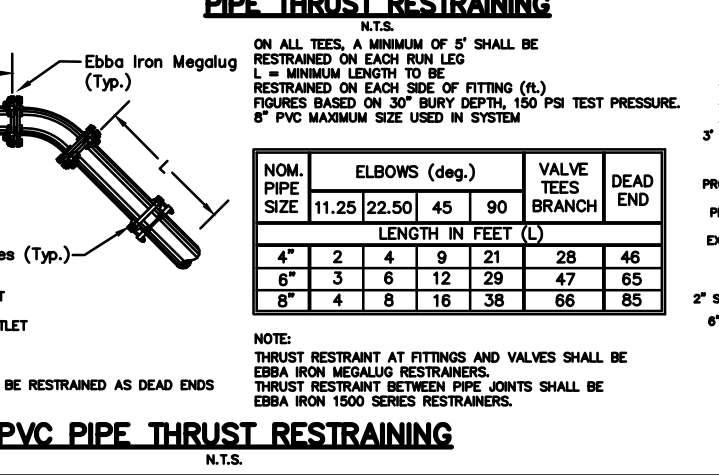 PIPE THRUST RESTRAINING
N.T.S.
ON ALL TEES, A MINIMUM OF 5' SHALL BE
RESTRAINED ON EACH RUN LEG
L = MINIMUM LENGTH TO BE
RESTRAINED ON EACH SIDE OF FITTING (ft.)
FIGURES BASED ON 30" BURY DEPTH, 150 PSI TEST PRESSURE.
8" PVC MAXIMUM SIZE USED IN SYSTEM
Ebba Iron Megalug
(Typ.)
L
es (Typ.)
T
TLET
BE RESTRAINED AS DEAD ENDS
NOM. PIPE SIZE ELBOWS (deg.) VALVE TEES BRANCH DEAD END
11.25 22.50 45 90
LENGTH IN FEET (L)
4" 2 4 9 21 28 46
6" 3 6 12 29 47 65
8" 4 8 16 38 66 85
NOTE:
THRUST RESTRAINT AT FITTINGS AND VALVES SHALL BE
EBBA IRON MEGALUG RESTRAINERS.
THRUST RESTRAINT BETWEEN PIPE JOINTS SHALL BE
EBBA IRON 1500 SERIES RESTRAINERS.
PVC PIPE THRUST RESTRAINING
N.T.S.
3'
PRO
EX
2" S
6"